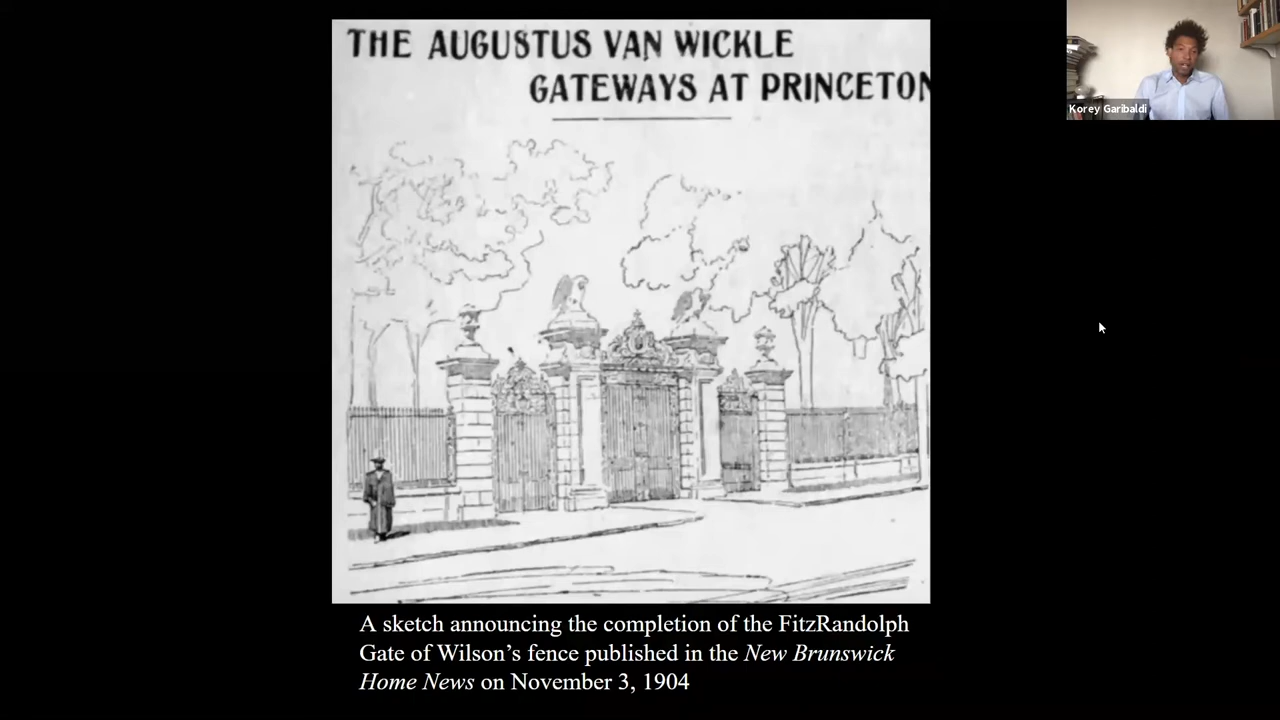 THE AUGUSTUS VAN WICKLE
GATEWAYS AT PRINCETON
Korey Garibaldi
A sketch announcing the completion of the FitzRandolph
Gate of Wilson's fence published in the New Brunswick
Home News on November 3, 1904